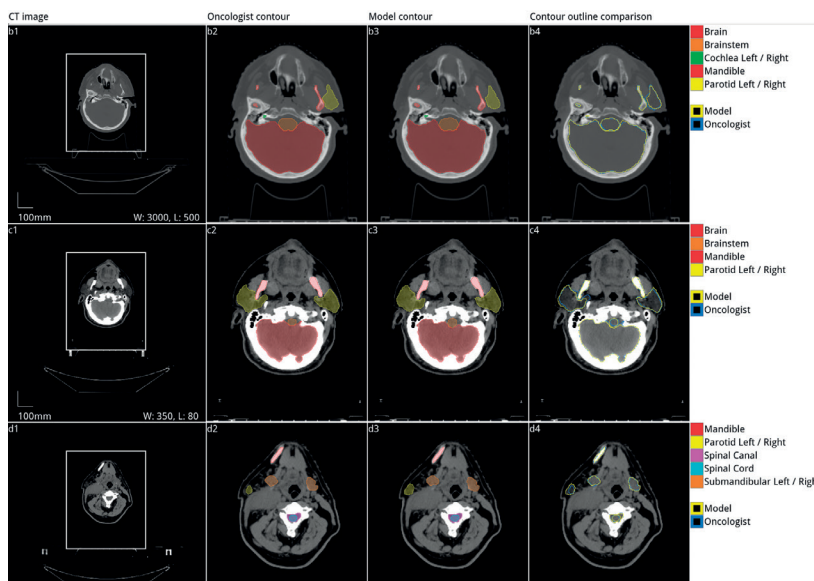 CT image Oncologist contour Model contour Contour outline comparison
b1 b2 b3 b4
Brain
Brainstem
Cochlea Left / Right
Mandible
Parotid Left / Right
Model
Oncologist
100mm W: 3000, L: 500
c1 c2 c3 c4
Brain
Brainstem
Mandible
Parotid Left / Right
Model
Oncologist
100mm W: 350, L: 80
d1 d2 d3 d4
Mandible
Parotid Left / Right
Spinal Canal
Spinal Cord
Submandibular Left / Righ
Model
Oncologist